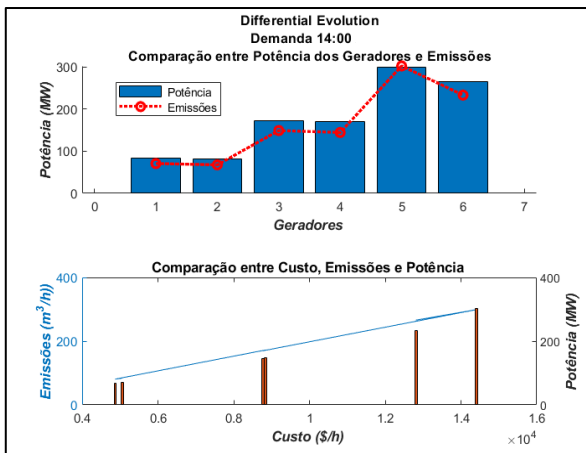 Differential Evolution
Demanda 14:00
Comparação entre Potência dos Geradores e Emissões
300
200
100
0
Potência (MW)
Potência
Emissões
0 1 2 3 4 5 6 7
Geradores
Comparação entre Custo, Emissões e Potência
400
200
0
Emissões (m³/h))
400
200
0
Potência (MW)
0.4 0.6 0.8 1 1.2 1.4 1.6
×10⁴
Custo ($/h)